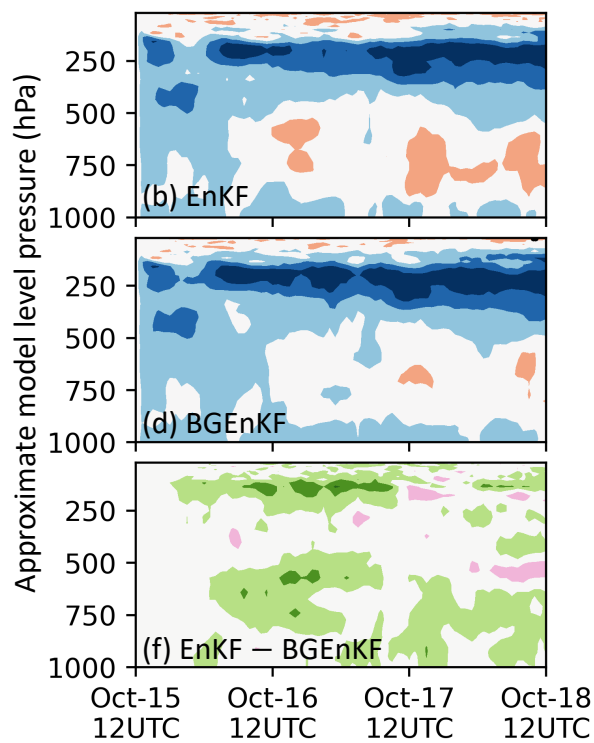 Approximate model level pressure (hPa)
250
500
750
1000
(b) EnKF
250
500
750
1000
(d) BGEnKF
250
500
750
1000
(f) EnKF − BGEnKF
Oct-15 Oct-16 Oct-17 Oct-18
12UTC 12UTC 12UTC 12UTC